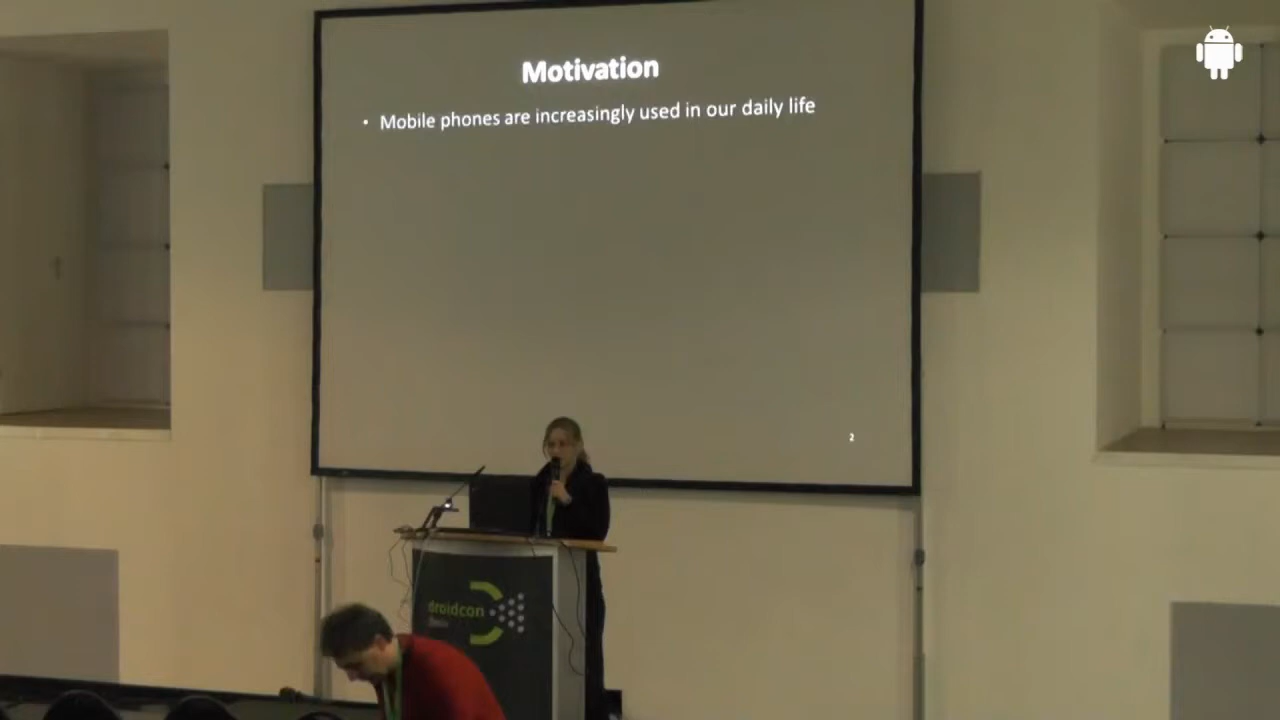 Motivation
• Mobile phones are increasingly used in our daily life
2
droidcon